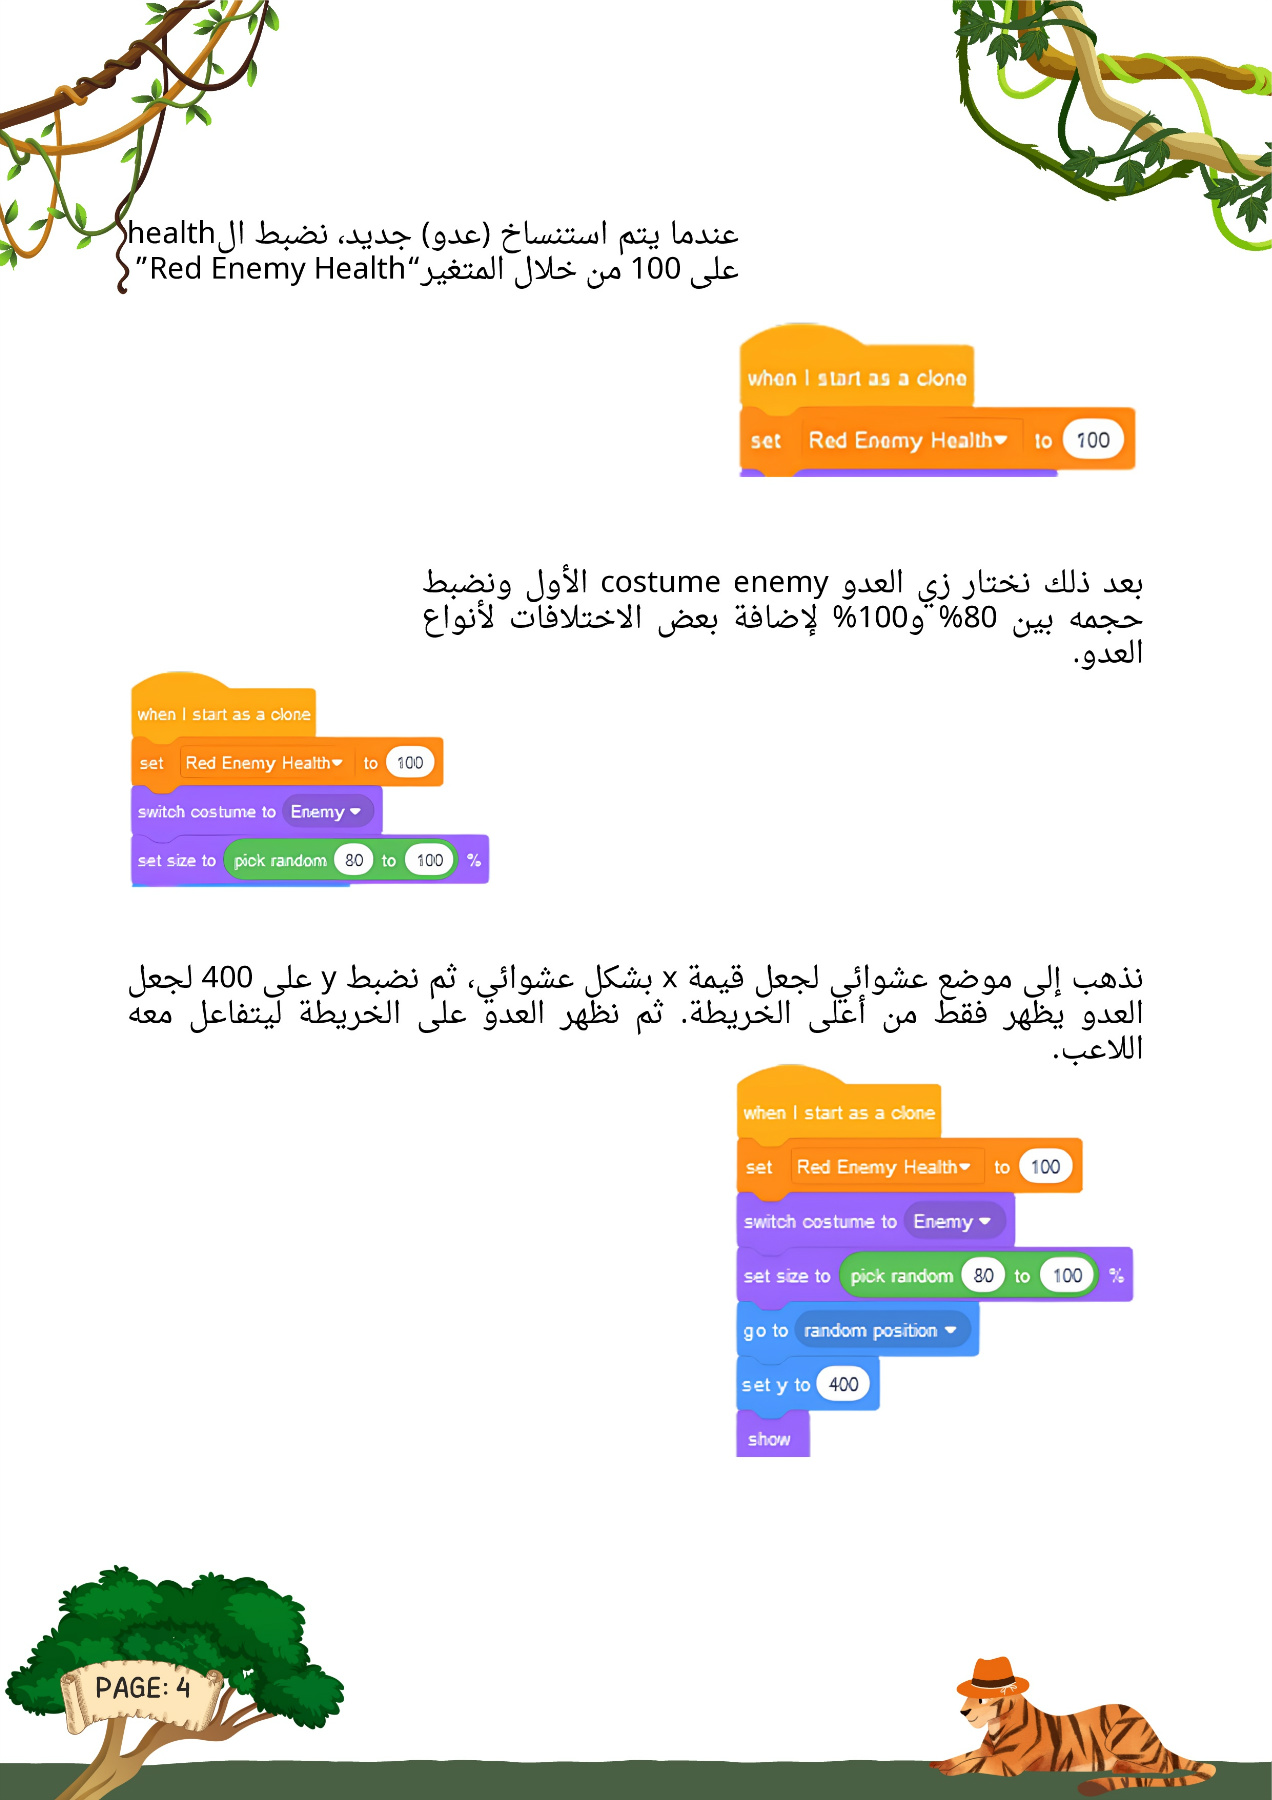 عندما يتم استنساخ (عدو) جديد، نضبط الhealth
على 100 من خلال المتغير“Red Enemy Health”
when I start as a clone
set Red Enemy Health to 100
بعد ذلك نختار زي العدو costume enemy الأول ونضبط
حجمه بين 80% و100% لإضافة بعض الاختلافات لأنواع
العدو.
when I start as a clone
set Red Enemy Health to 100
switch costume to Enemy
set size to pick random 80 to 100 %
نذهب إلى موضع عشوائي لجعل قيمة x بشكل عشوائي، ثم نضبط y على 400 لجعل
العدو يظهر فقط من أعلى الخريطة. ثم نظهر العدو على الخريطة ليتفاعل معه
اللاعب.
when I start as a clone
set Red Enemy Health to 100
switch costume to Enemy
set size to pick random 80 to 100 %
go to random position
set y to 400
show
PAGE: 4